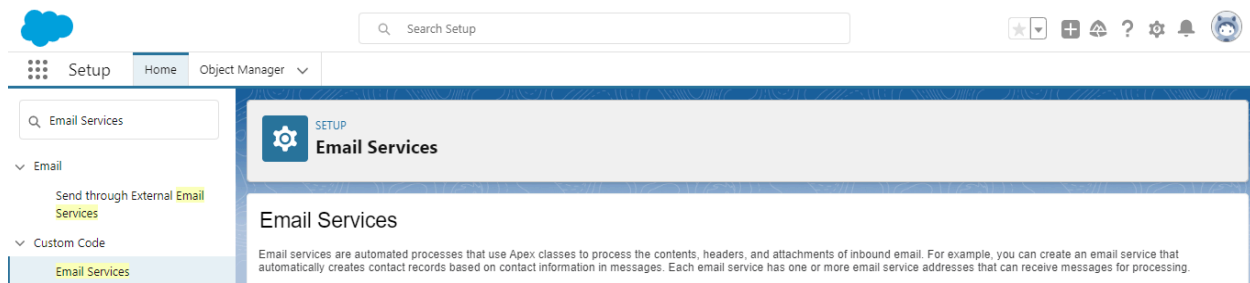 Search Setup
Setup
Home
Object Manager
Email Services
SETUP
Email Services
Email
Send through External Email
Services
Custom Code
Email Services
Email Services
Email services are automated processes that use Apex classes to process the contents, headers, and attachments of inbound email. For example, you can create an email service that
automatically creates contact records based on contact information in messages. Each email service has one or more email service addresses that can receive messages for processing.